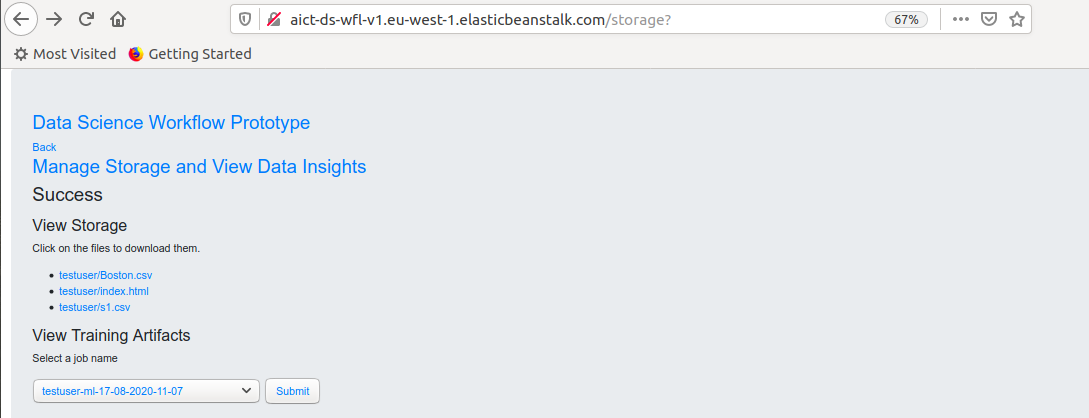 aict-ds-wfl-v1.eu-west-1.elasticbeanstalk.com/storage? 67%
Most Visited Getting Started
Data Science Workflow Prototype
Back
Manage Storage and View Data Insights
Success
View Storage
Click on the files to download them.
testuser/Boston.csv
testuser/index.html
testuser/s1.csv
View Training Artifacts
Select a job name
testuser-ml-17-08-2020-11-07 Submit